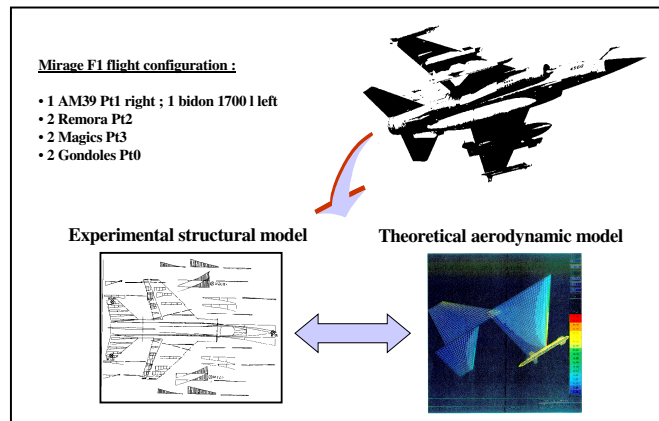 Mirage F1 flight configuration :
• 1 AM39 Pt1 right ; 1 bidon 1700 l left
• 2 Remora Pt2
• 2 Magics Pt3
• 2 Gondoles Pt0
Experimental structural model
Theoretical aerodynamic model